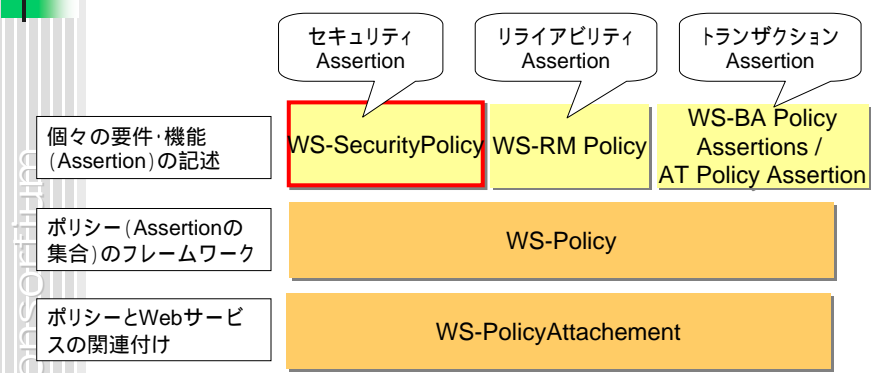 セキュリティ
Assertion
リライアビリティ
Assertion
トランザクション
Assertion
個々の要件・機能
(Assertion)の記述
WS-SecurityPolicy
WS-RM Policy
WS-BA Policy
Assertions /
AT Policy Assertion
ポリシー(Assertionの
集合)のフレームワーク
WS-Policy
ポリシーとWebサービ
スの関連付け
WS-PolicyAttachement
onsortium